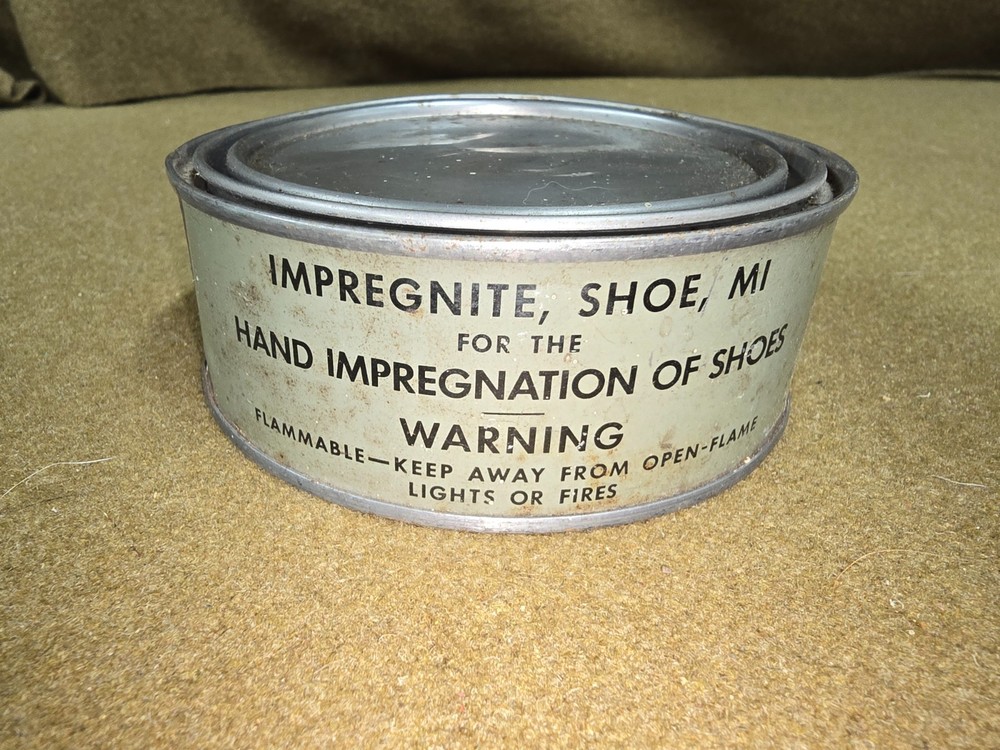 IMPREGNITE, SHOE, MI
FOR THE
HAND IMPREGNATION OF SHOES
WARNING
FLAMMABLE—KEEP AWAY FROM OPEN-FLAME
LIGHTS OR FIRES